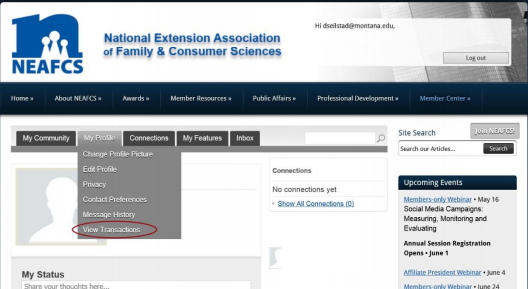 Hi dsellstad@montana.edu,
National Extension Association
of Family & Consumer Sciences
NEAFCS
Log out
Home »
About NEAFCS »
Awards »
Member Resources »
Public Affairs »
Professional Development »
Member Center »
My Community
My Profile
Connections
My Features
Inbox
Change Profile Picture
Edit Profile
Privacy
Contact Preferences
Message History
View Transactions
Connections
No connections yet
Show All Connections (0)
My Status
Share your thoughts here...
Site Search
Join NEAFCS!
Search our Articles...
Search
Upcoming Events
Members-only Webinar • May 16
Social Media Campaigns:
Measuring, Monitoring and
Evaluating
Annual Session Registration
Opens • June 1
Affiliate President Webinar • June 4
Members-only Webinar • June 24